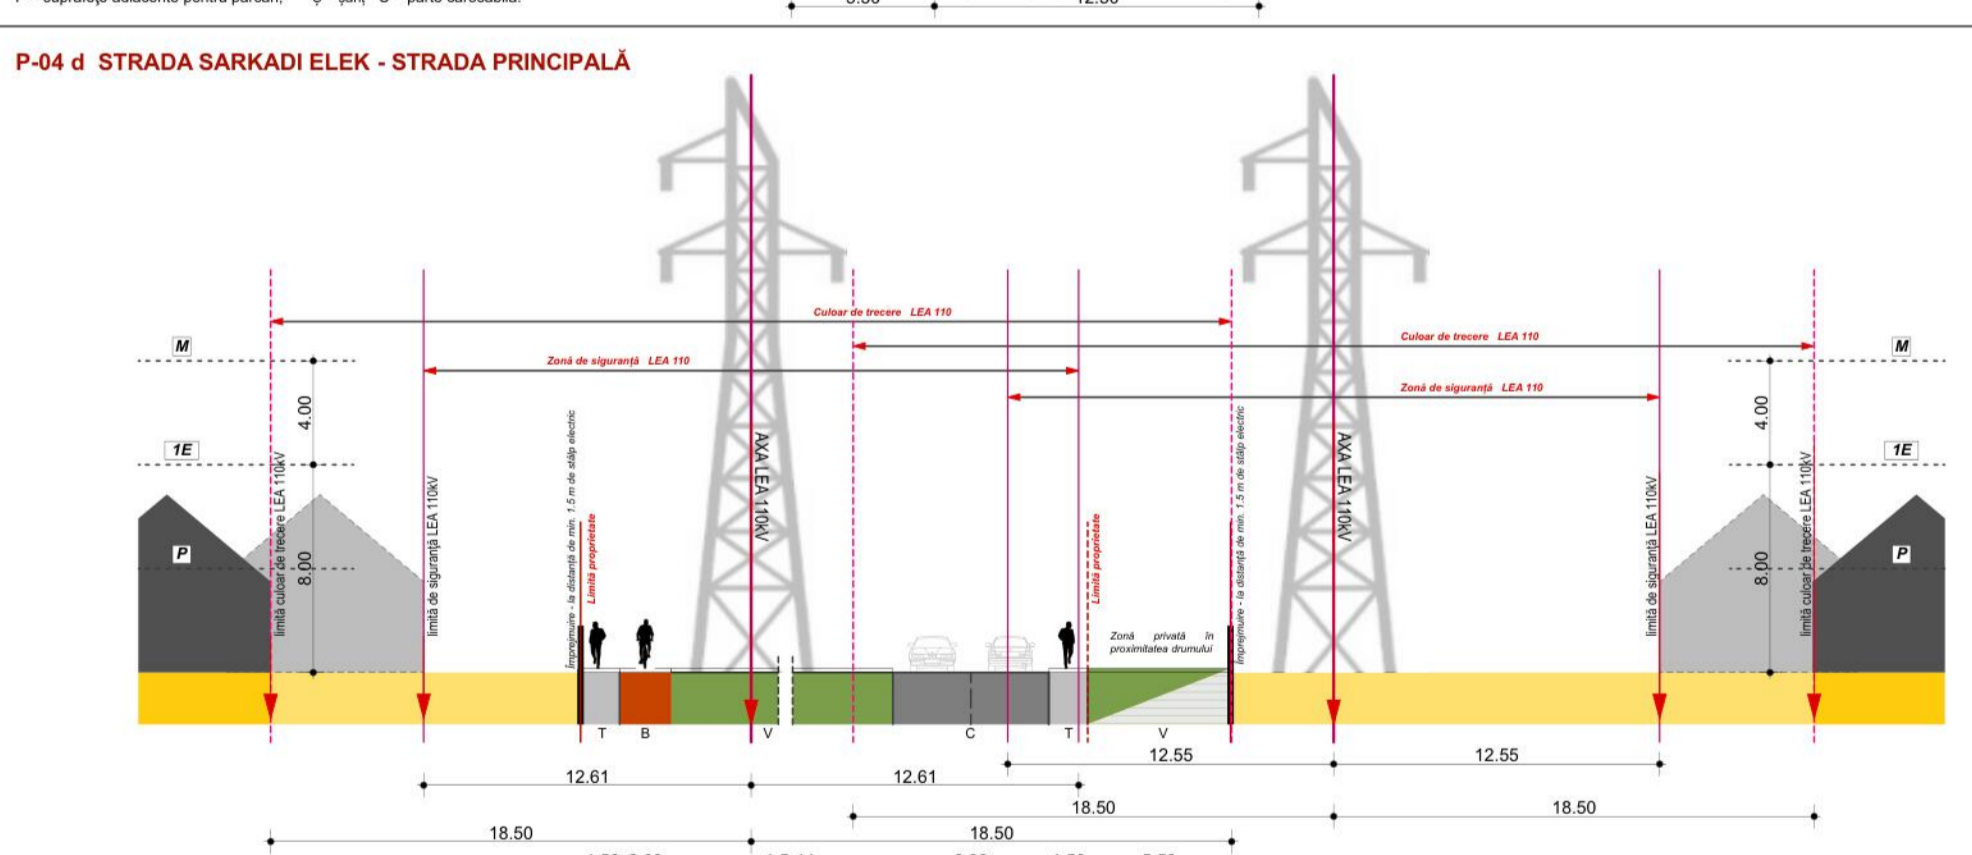 P-04 d STRADA SARKADI ELEK - STRADA PRINCIPALĂ
Culoar de trecere LEA 110
Culoar de trecere LEA 110
Zonă de siguranță LEA 110
Zonă de siguranță LEA 110
M
M
4.00
4.00
1E
1E
P
P
8.00
8.00
limită culoar de trecere LEA 110kV
limită de siguranță LEA 110kV
Împrejmuire - la distanță de min. 1.5 m de stâlp electric
Limită proprietate
AXA LEA 110kV
Limită proprietate
Zonă privată în
proximitatea drumului
Împrejmuire - la distanță de min. 1.5 m de stâlp electric
AXA LEA 110kV
limită de siguranță LEA 110kV
limită culoar de trecere LEA 110kV
T B V C T V
12.55 12.55
12.61 12.61
18.50 18.50
18.50 18.50